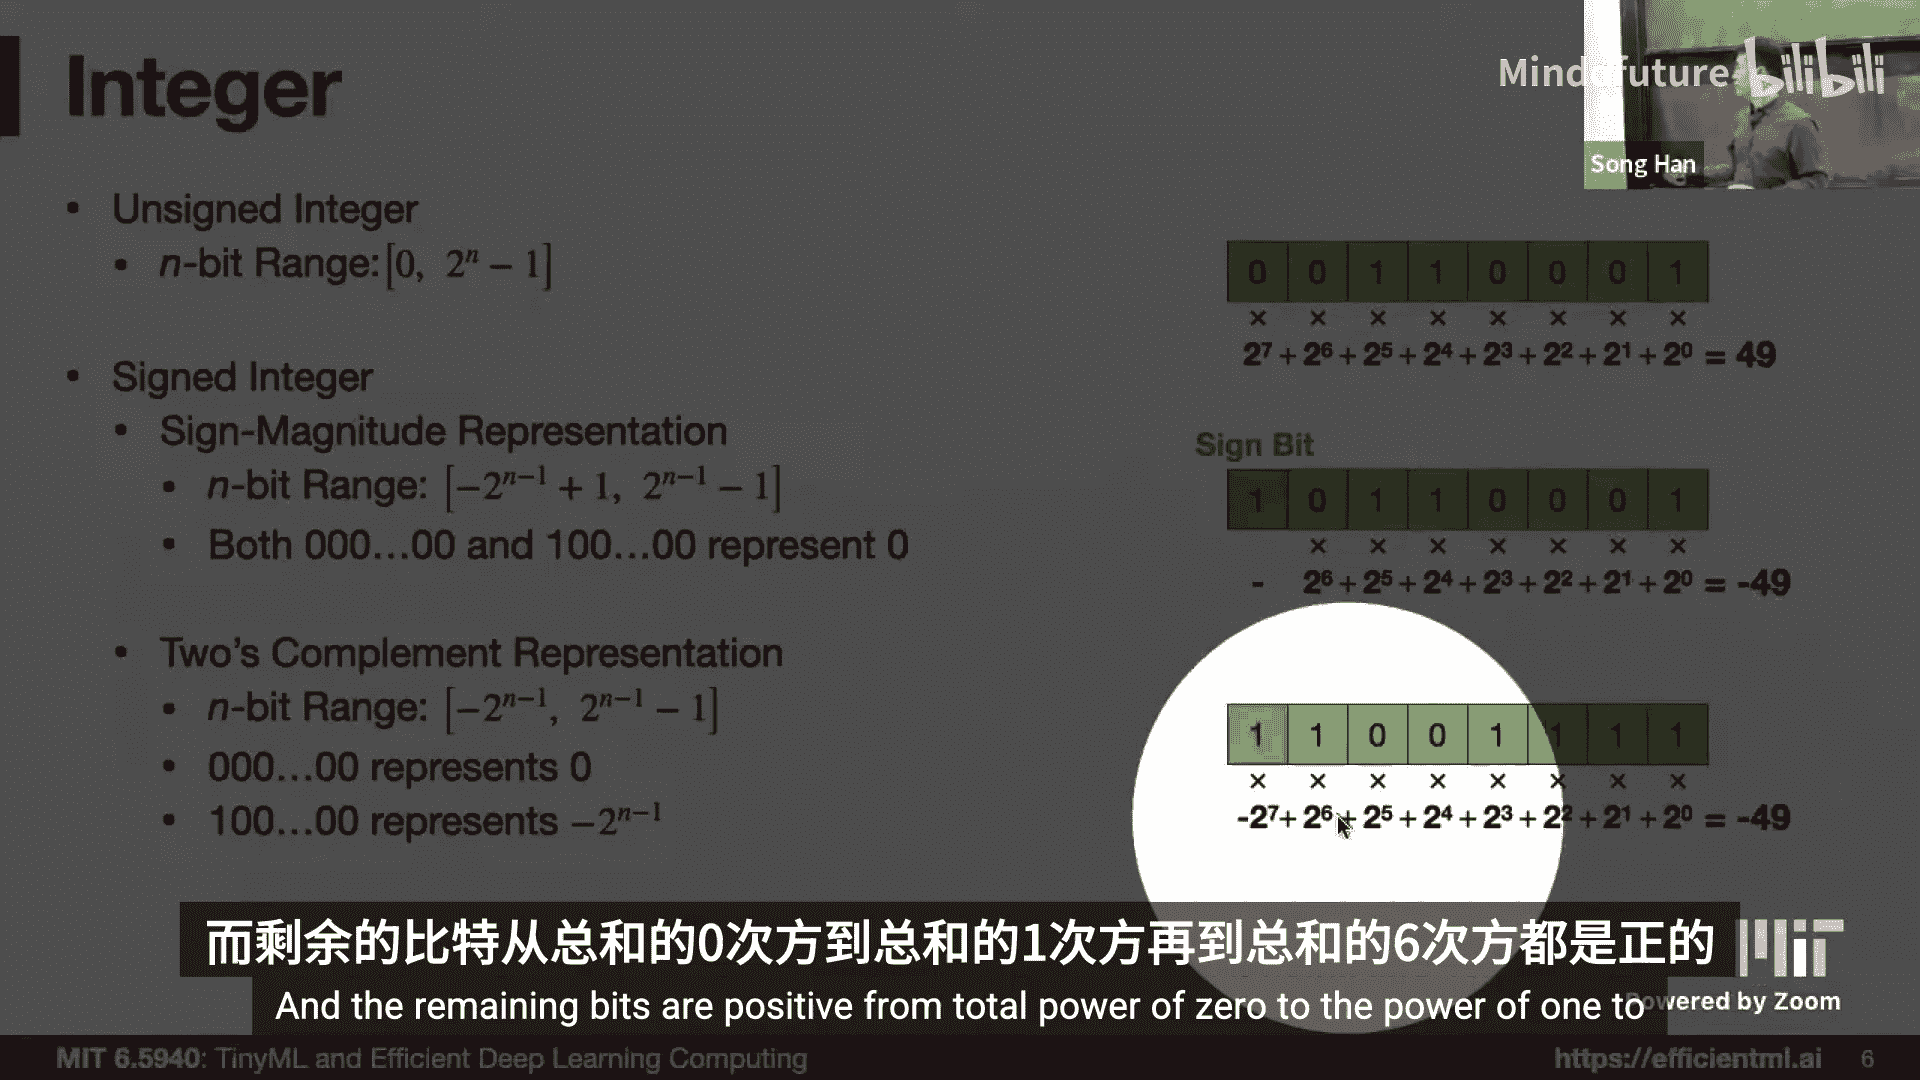 Integer
Mind
future
bilibili
Song Han
• Unsigned Integer
• n-bit Range: [0, 2ⁿ − 1]
0 0 1 1 0 0 0 1
× × × × × × × ×
2⁷ + 2⁶ + 2⁵ + 2⁴ + 2³ + 2² + 2¹ + 2⁰ = 49
• Signed Integer
• Sign-Magnitude Representation
• n-bit Range: [−2ⁿ⁻¹ + 1, 2ⁿ⁻¹ − 1]
• Both 000…00 and 100…00 represent 0
Sign Bit
1 0 1 1 0 0 0 1
× × × × × × ×
- 2⁶ + 2⁵ + 2⁴ + 2³ + 2² + 2¹ + 2⁰ = -49
• Two's Complement Representation
• n-bit Range: [−2ⁿ⁻¹, 2ⁿ⁻¹ − 1]
• 000…00 represents 0
• 100…00 represents −2ⁿ⁻¹
1 1 0 0 1 1 1 1
× × × × × × × ×
-2⁷+ 2⁶ + 2⁵ + 2⁴ + 2³ + 2² + 2¹ + 2⁰ = -49
而剩余的比特从总和的0次方到总和的1次方再到总和的6次方都是正的
And the remaining bits are positive from total power of zero to the power of one to
MiT
Powered by Zoom
MIT 6.5940: TinyML and Efficient Deep Learning Computing
https://efficientml.ai
6